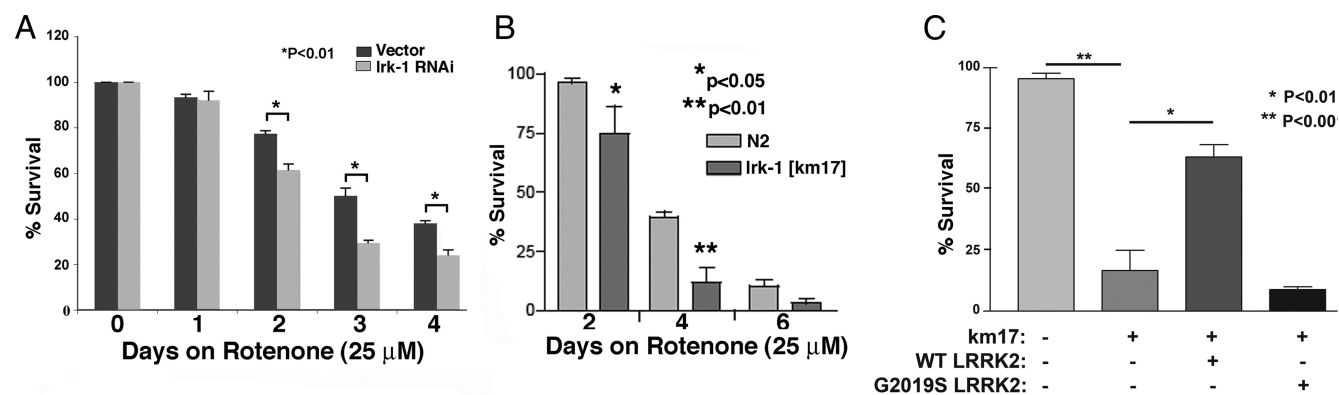 A
120
100
80
60
40
20
0
% Survival
*P<0.01
Vector
lrk-1 RNAi
*
*
*
0 1 2 3 4
Days on Rotenone (25 μM)
B
100
75
50
25
0
% Survival
*p<0.05
**p<0.01
N2
lrk-1 [km17]
*
**
2 4 6
Days on Rotenone (25 μM)
C
100
75
50
25
0
% Survival
**
*
* P<0.01
** P<0.001
km17: - + + +
WT LRRK2: - - + -
G2019S LRRK2: - - - +